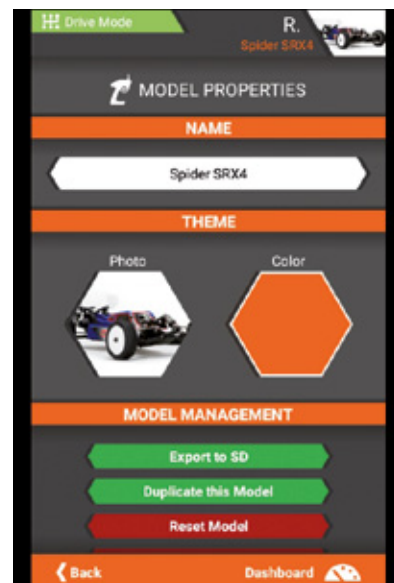 Drive Mode
R.
Spider SRX4
MODEL PROPERTIES
NAME
Spider SRX4
THEME
Photo
Color
MODEL MANAGEMENT
Export to SD
Duplicate this Model
Reset Model
Back
Dashboard